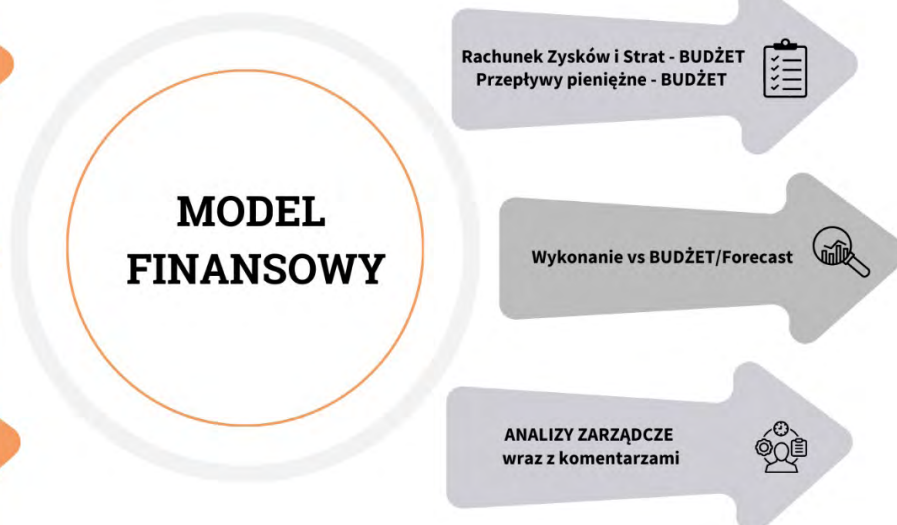 MODEL
FINANSOWY
Rachunek Zysków i Strat - BUDŻET
Przepływy pieniężne - BUDŻET
Wykonanie vs BUDŻET/Forecast
ANALIZY ZARZĄDCZE
wraz z komentarzami